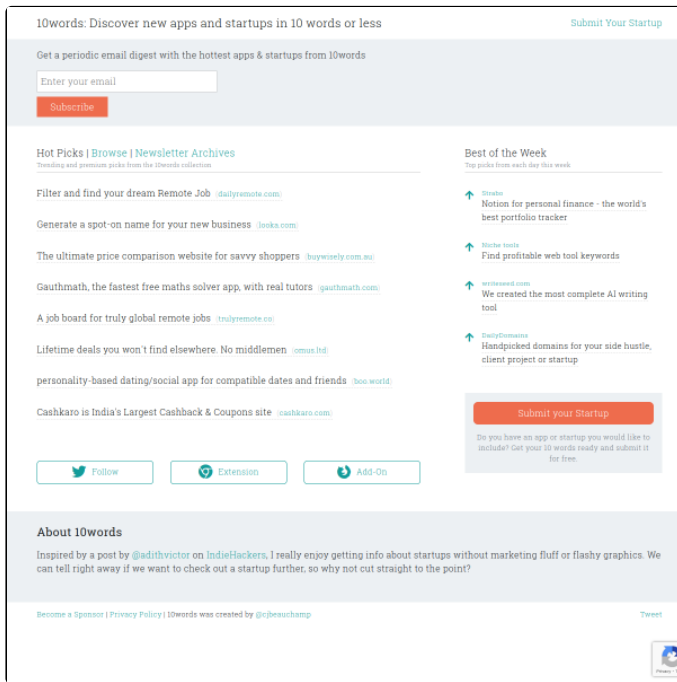 10words: Discover new apps and startups in 10 words or less
Submit Your Startup
Get a periodic email digest with the hottest apps & startups from 10words
Enter your email
Subscribe
Hot Picks | Browse | Newsletter Archives
Trending and premium picks from the 10words collection
Filter and find your dream Remote Job (dailyremote.com)
Generate a spot-on name for your new business (looka.com)
The ultimate price comparison website for savvy shoppers (buywisely.com.au)
Gauthmath, the fastest free maths solver app, with real tutors (gauthmath.com)
A job board for truly global remote jobs (trulyremote.co)
Lifetime deals you won't find elsewhere. No middlemen (omus.ltd)
personality-based dating/social app for compatible dates and friends (boo.world)
Cashkaro is India's Largest Cashback & Coupons site (cashkaro.com)
Follow
Extension
Add-On
Best of the Week
Top picks from each day this week
Strabo
Notion for personal finance - the world's
best portfolio tracker
Niche tools
Find profitable web tool keywords
writeseed.com
We created the most complete AI writing
tool
DailyDomains
Handpicked domains for your side hustle,
client project or startup
Submit your Startup
Do you have an app or startup you would like to
include? Get your 10 words ready and submit it
for free.
About 10words
Inspired by a post by @adithvictor on IndieHackers, I really enjoy getting info about startups without marketing fluff or flashy graphics. We
can tell right away if we want to check out a startup further, so why not cut straight to the point?
Become a Sponsor | Privacy Policy | 10words was created by @cjbeauchamp
Tweet